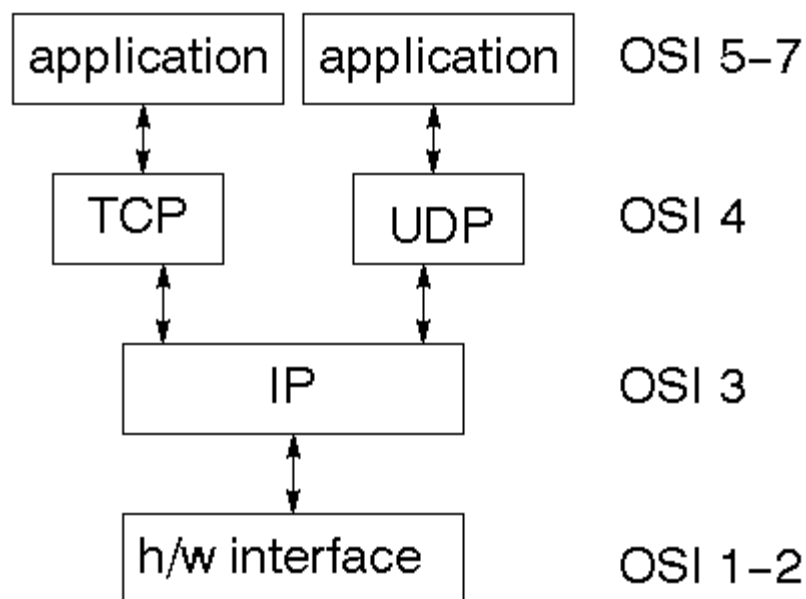 application application OSI 5–7
TCP UDP OSI 4
IP OSI 3
h/w interface OSI 1–2